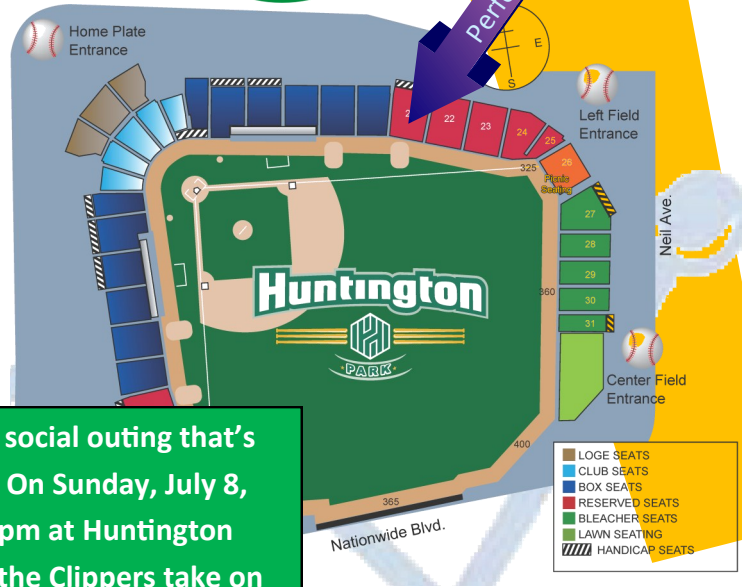 Home Plate
Entrance
E
S
Left Field
Entrance
22
23
24
25
26
325
Picnic
Seating
27
28
29
30
31
Neil Ave.
360
Huntington
PARK
Center Field
Entrance
400
365
Nationwide Blvd.
social outing that's
On Sunday, July 8,
pm at Huntington
the Clippers take on
LOGE SEATS
CLUB SEATS
BOX SEATS
RESERVED SEATS
BLEACHER SEATS
LAWN SEATING
HANDICAP SEATS